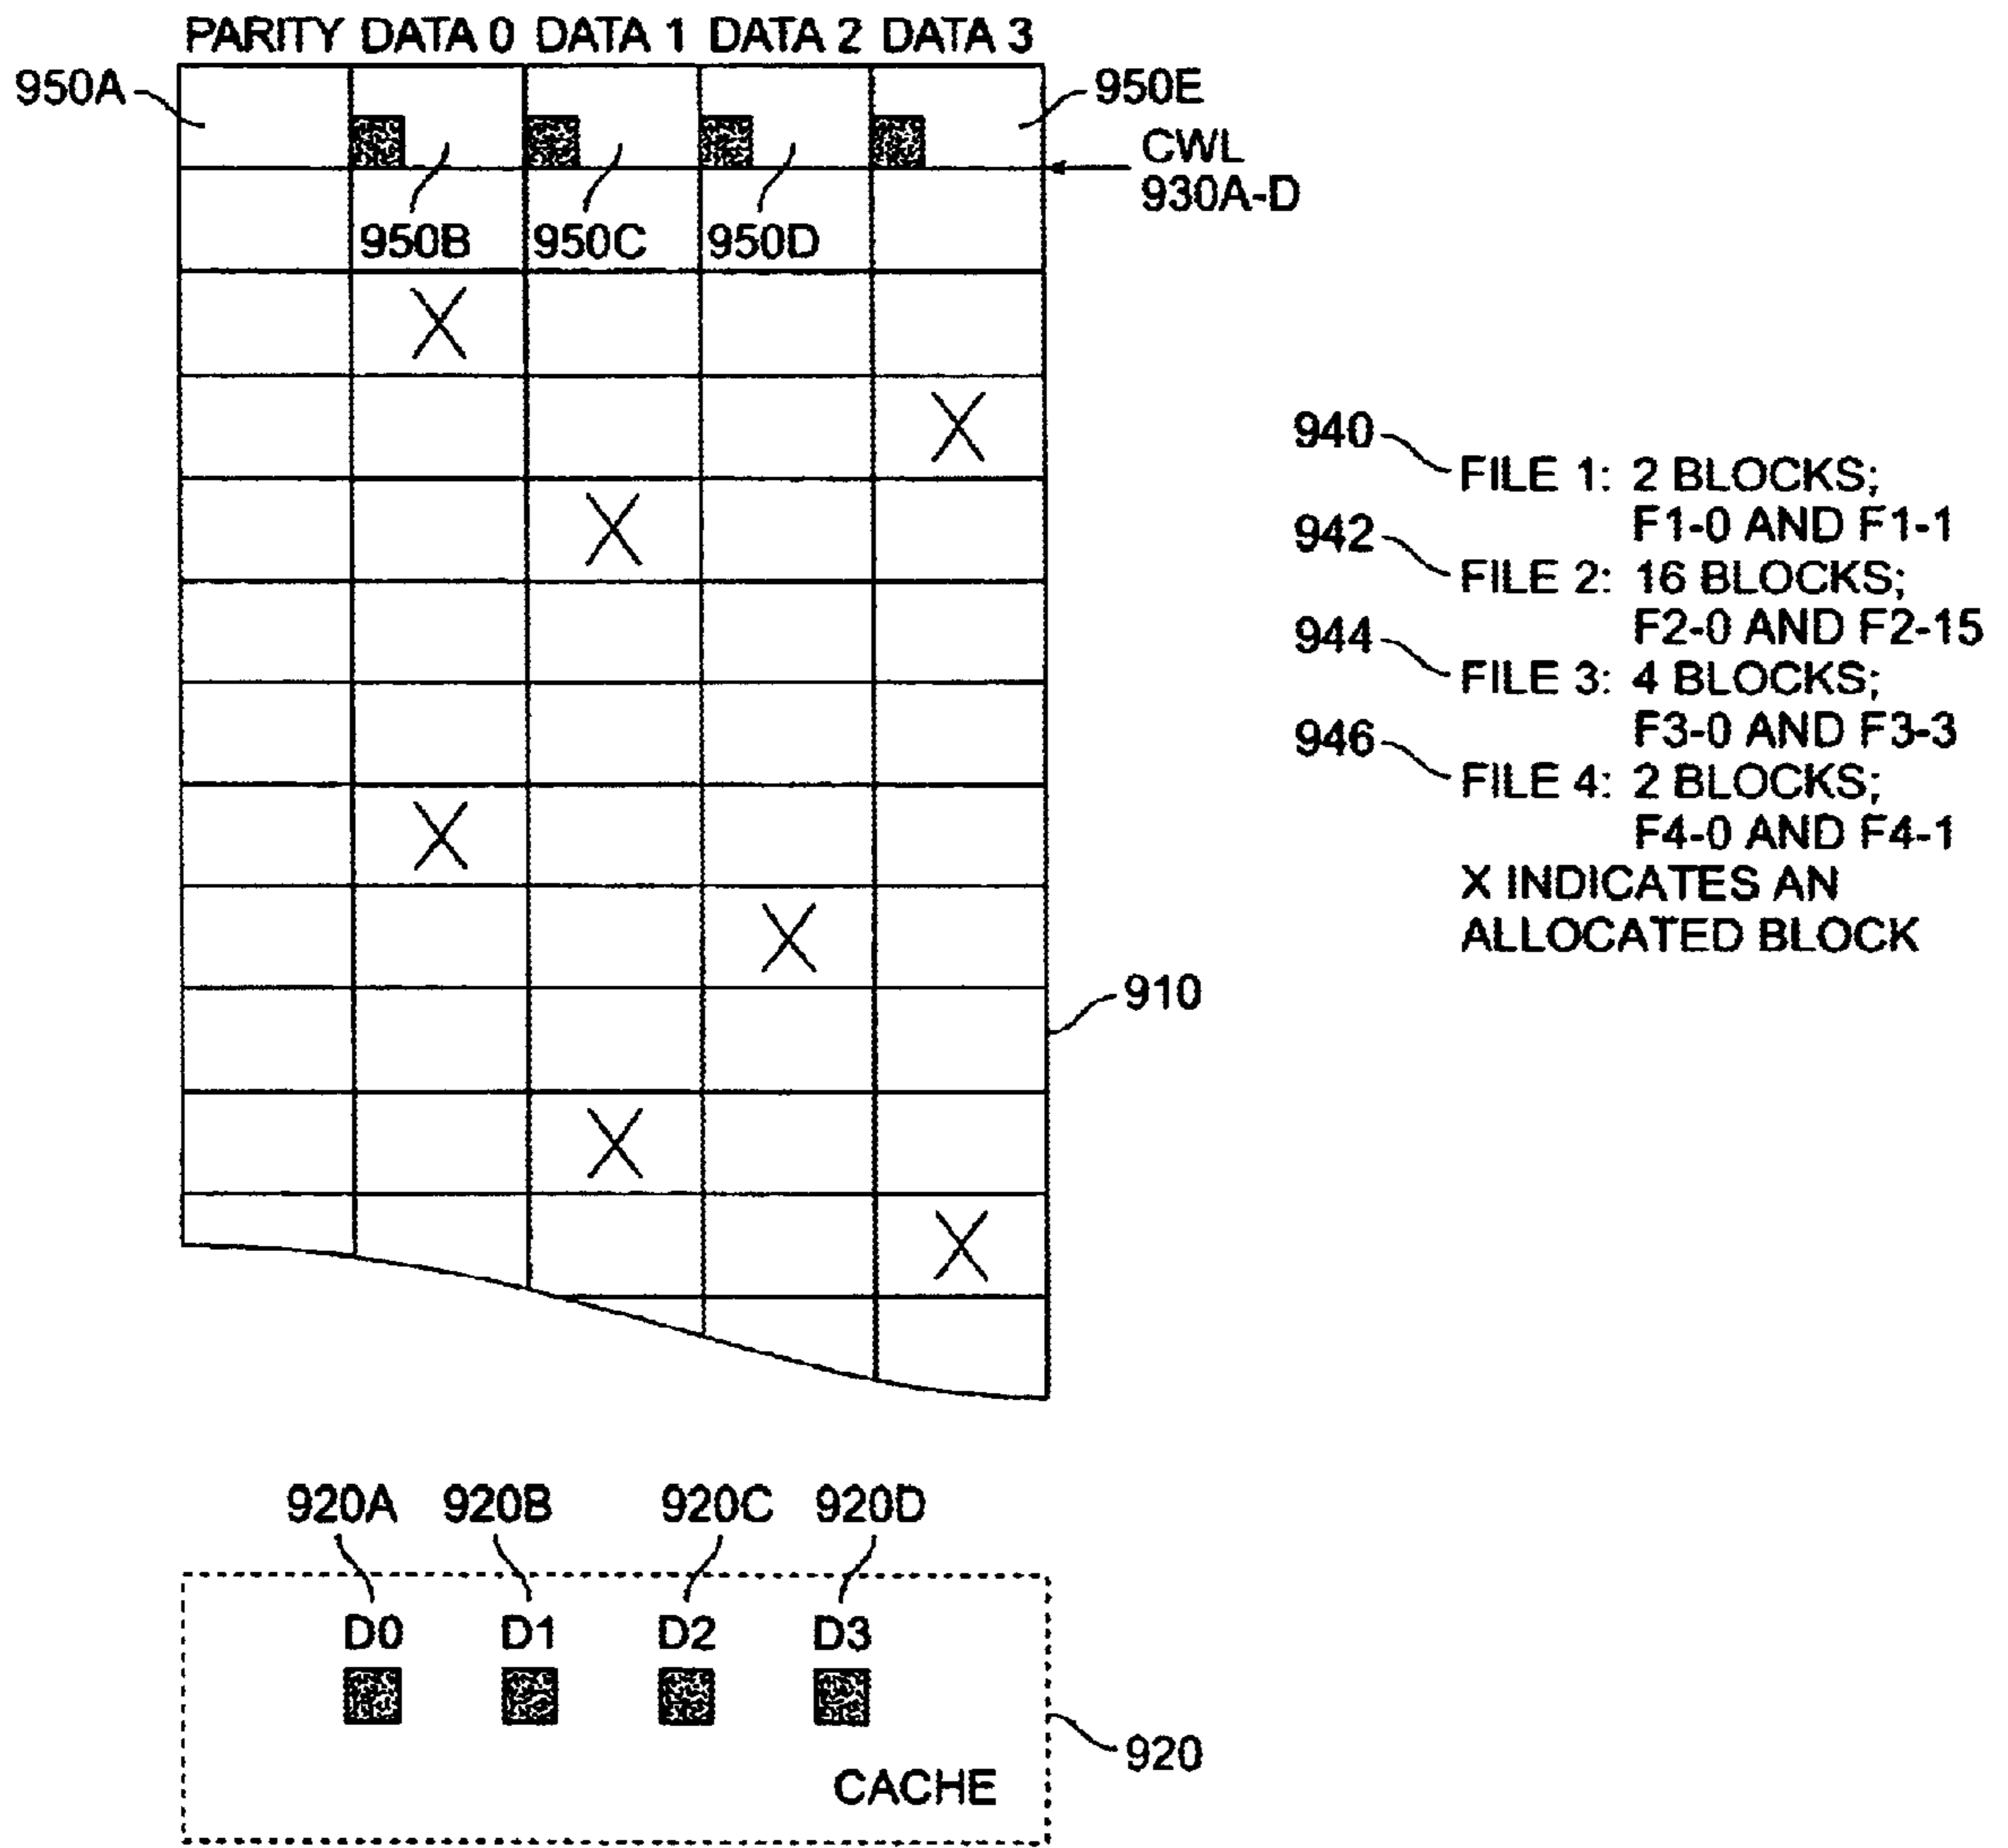 PARITY DATA 0 DATA 1 DATA 2 DATA 3
950A
950E
CWL
930A-D
950B 950C 950D
X
X
X
940
FILE 1: 2 BLOCKS;
F1-0 AND F1-1
942
FILE 2: 16 BLOCKS;
F2-0 AND F2-15
944
FILE 3: 4 BLOCKS;
F3-0 AND F3-3
946
FILE 4: 2 BLOCKS;
F4-0 AND F4-1
X INDICATES AN
ALLOCATED BLOCK
X
X
910
X
X
920A 920B 920C 920D
D0 D1 D2 D3
920
CACHE